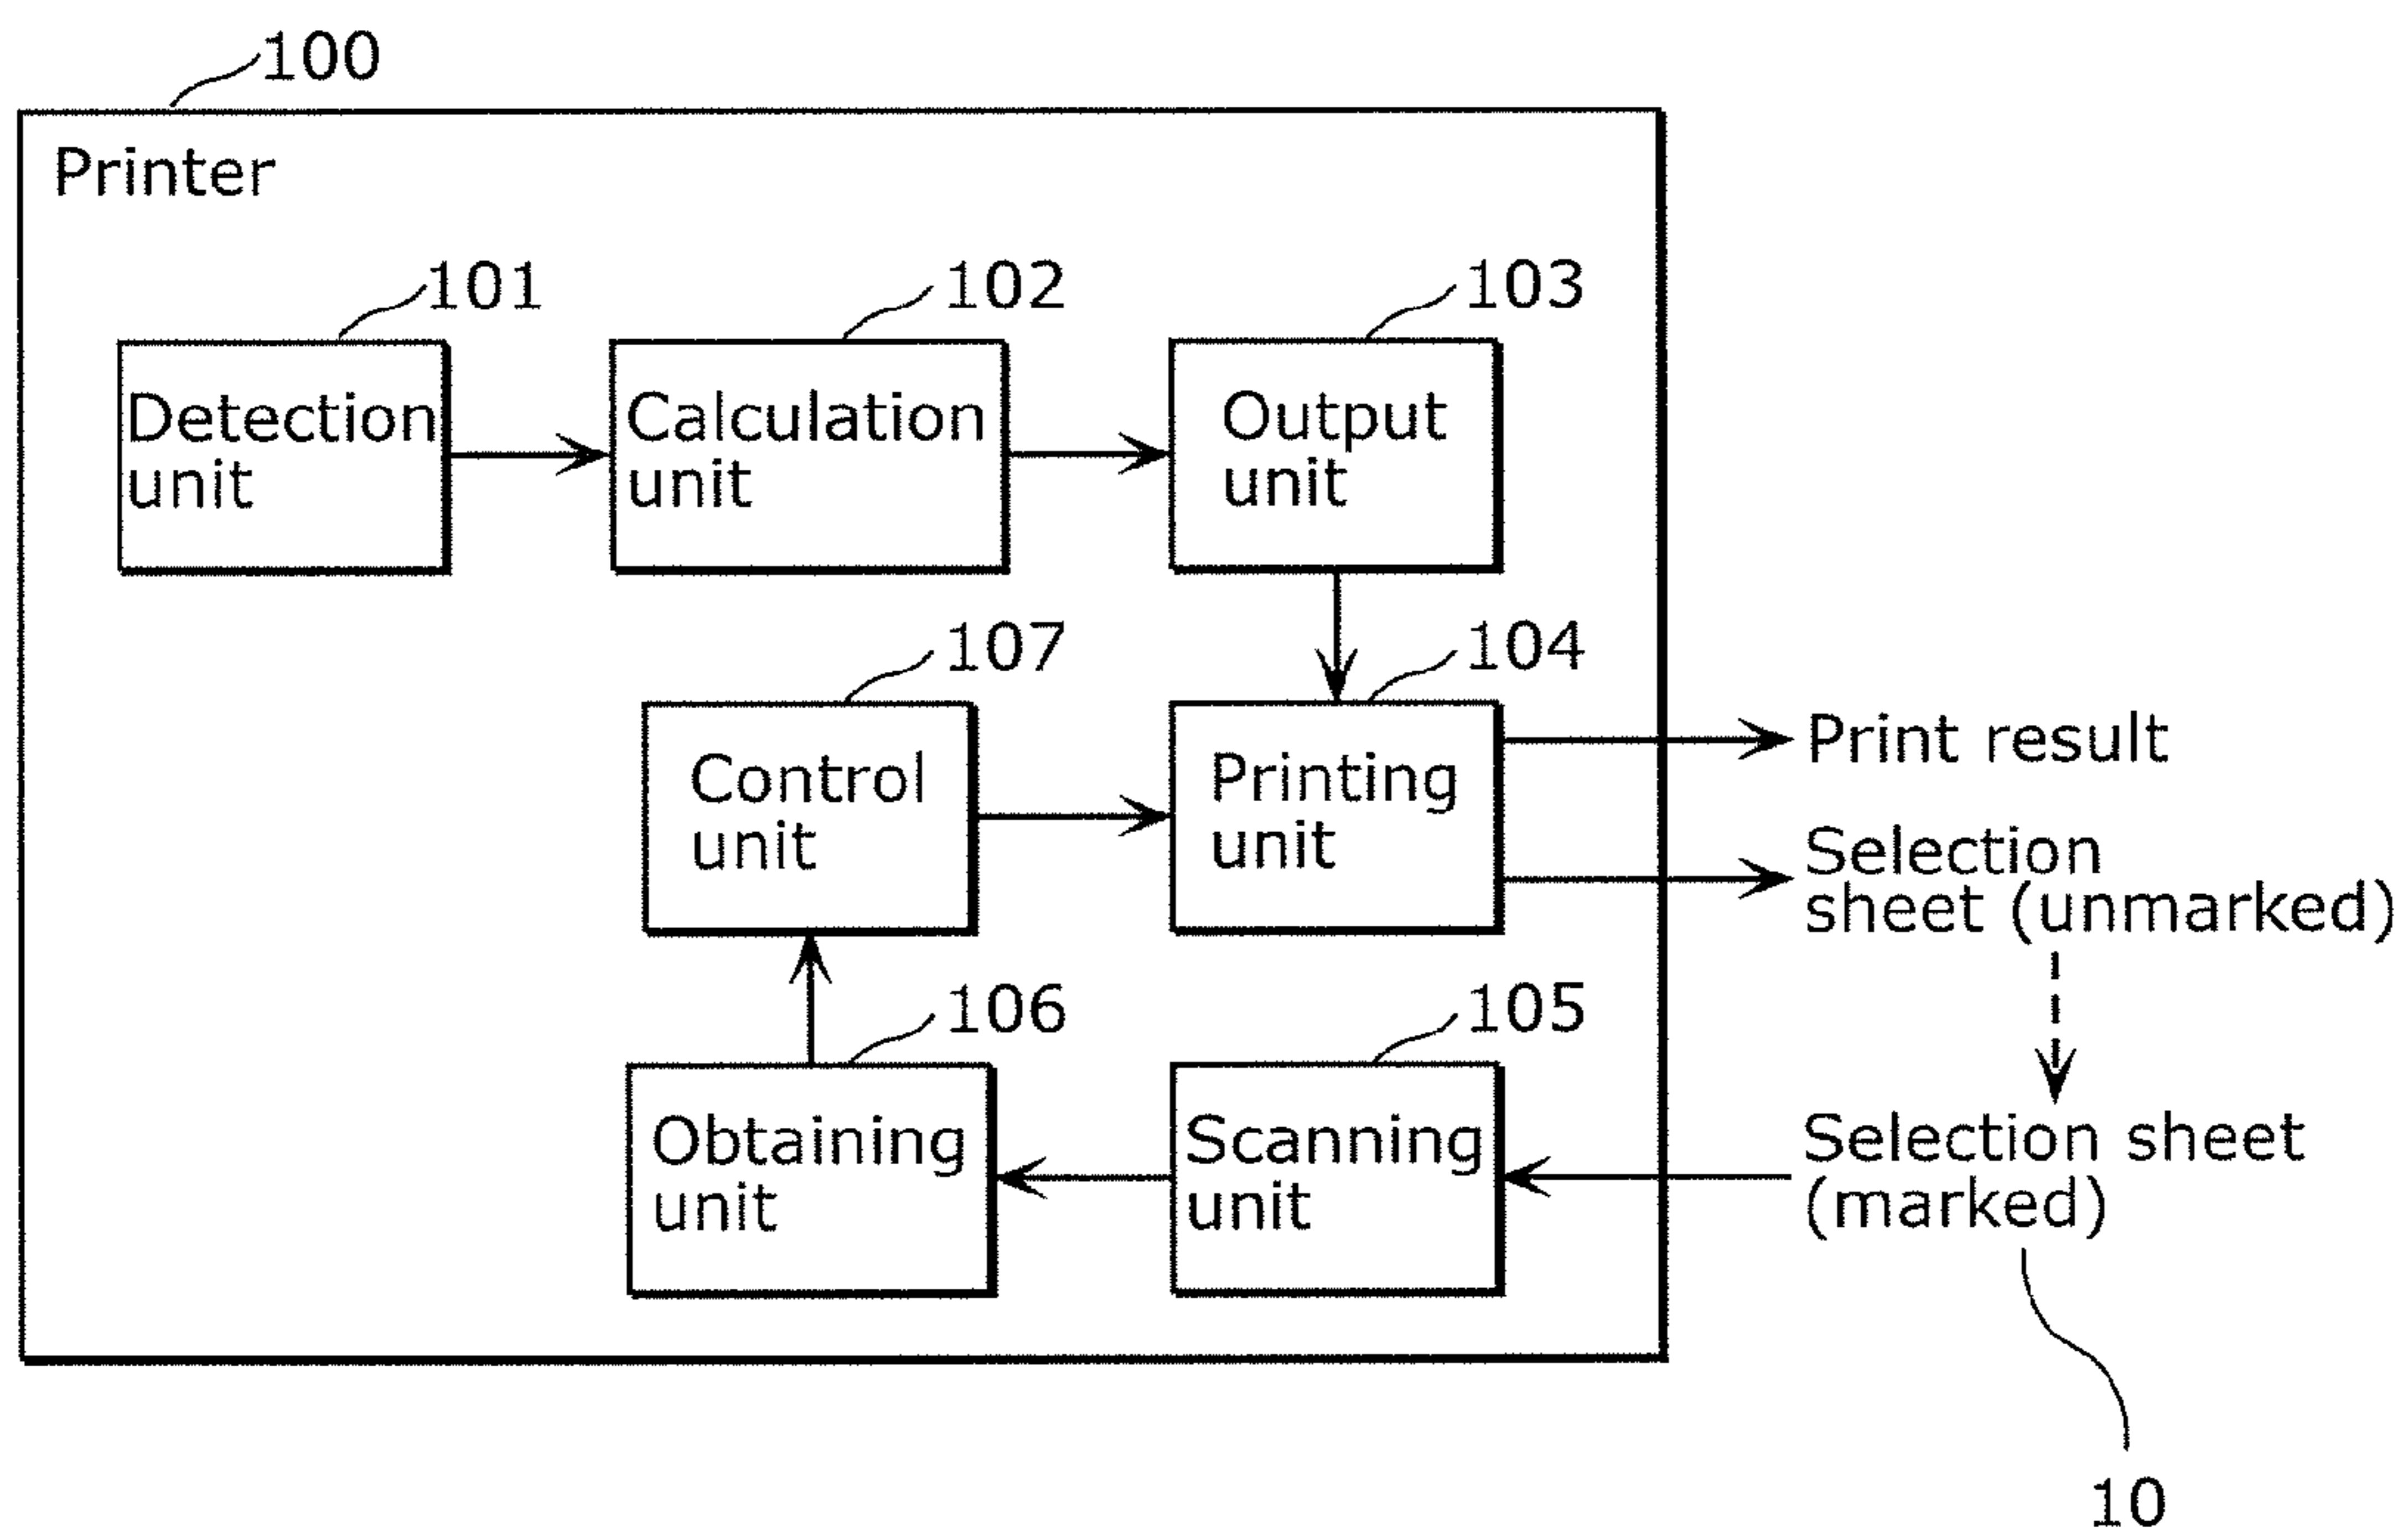 100
Printer
101
102
103
Detection
unit
Calculation
unit
Output
unit
107
104
Control
unit
Printing
unit
Print result
Selection
sheet (unmarked)
106
105
Obtaining
unit
Scanning
unit
Selection sheet
(marked)
10